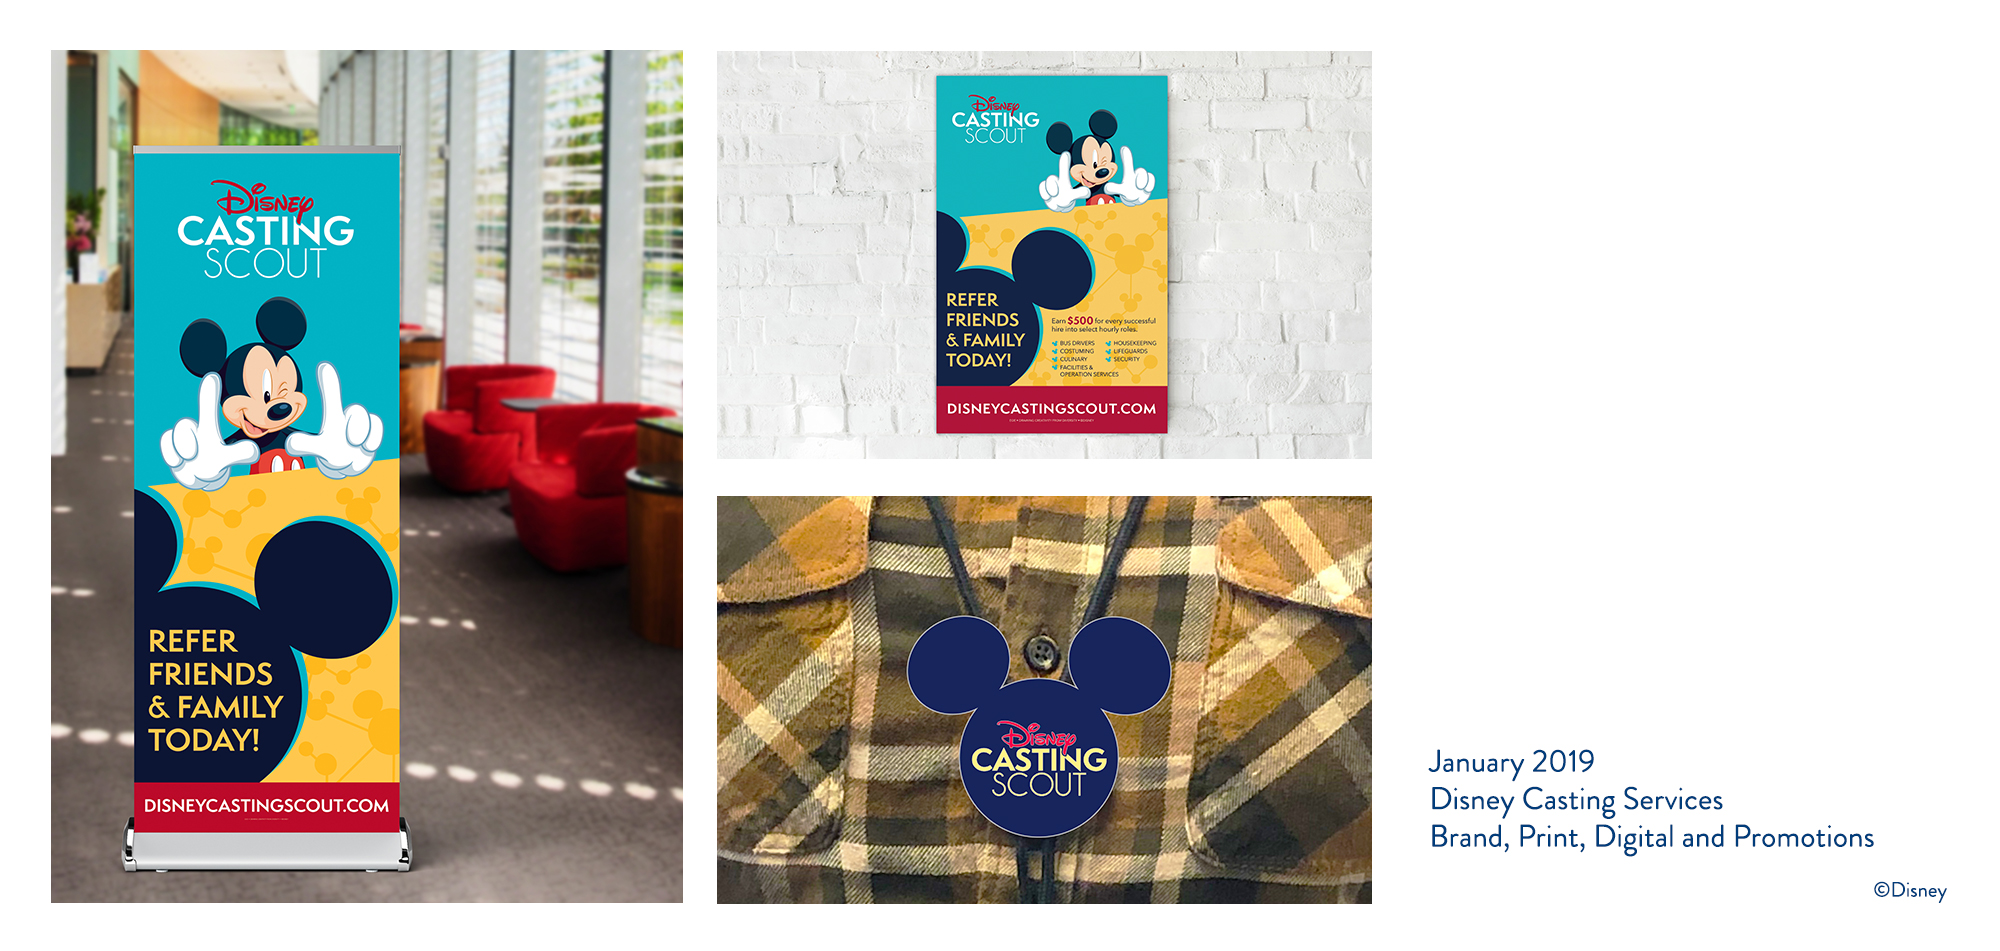 Disney
CASTING
SCOUT
REFER
FRIENDS
& FAMILY
TODAY!
DISNEYCASTINGSCOUT.COM
Disney
CASTING
SCOUT
REFER
FRIENDS
& FAMILY
TODAY!
Earn $500 for every successful
hire into select hourly roles.
BUS DRIVERS
COSTUMING
CULINARY
FACILITIES &
OPERATION SERVICES
HOUSEKEEPING
LIFEGUARDS
SECURITY
DISNEYCASTINGSCOUT.COM
Disney
CASTING
SCOUT
January 2019
Disney Casting Services
Brand, Print, Digital and Promotions
©Disney